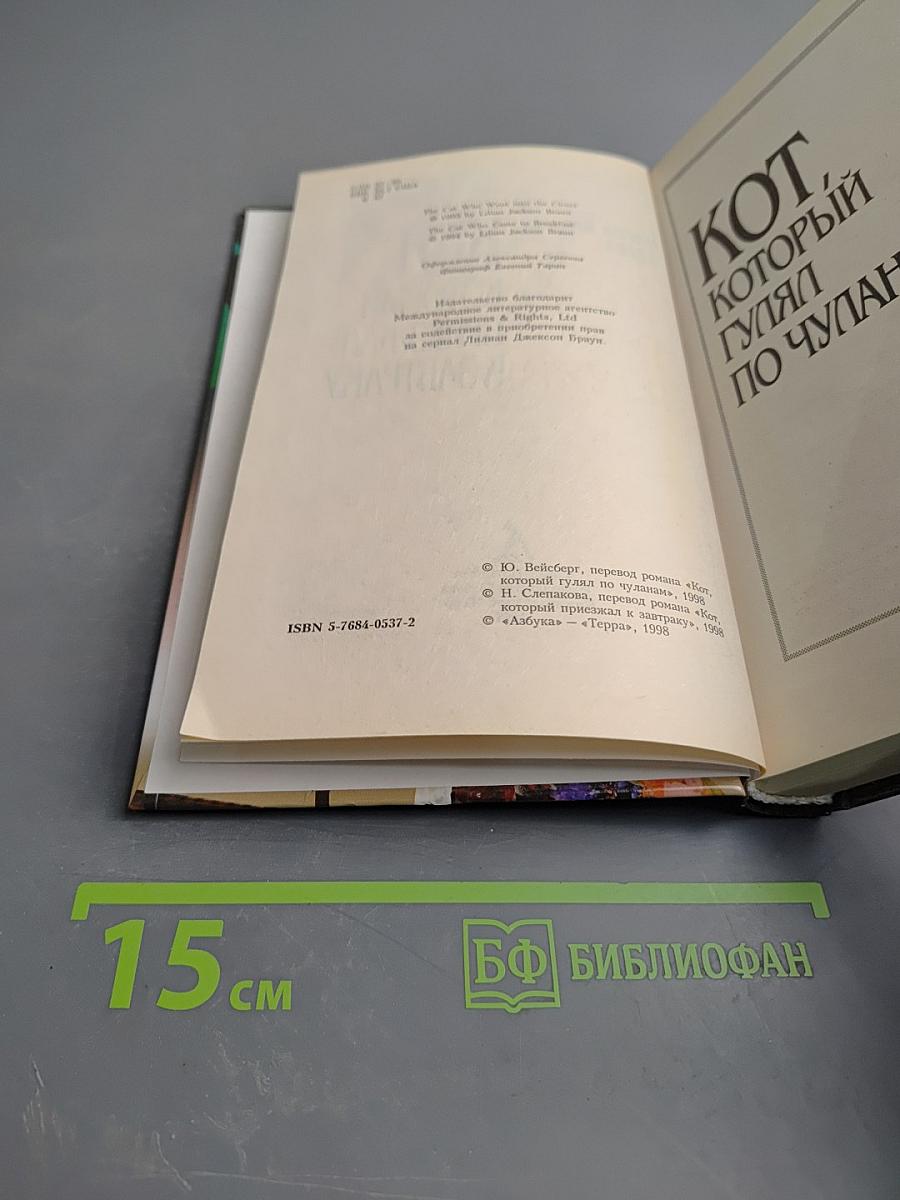 The Cat Who Went into the Closet
© 1993 by Lilian Jackson Braun
The Cat Who Came to Breakfast
© 1994 by Lilian Jackson Braun
Оформление Александра Сергеева
Фотограф Евгений Таран
Издательство благодарит
Международное литературное агентство
Permissions & Rights, Ltd
за содействие в приобретении прав
на сериал Лилиан Джексон Браун.
© Ю. Вейсберг, перевод романа «Кот,
который гулял по чуланам», 1998
© Н. Слепакова, перевод романа «Кот,
который приезжал к завтраку», 1998
© «Азбука» — «Терра», 1998
ISBN 5-7684-0537-2
КОТ,
КОТОРЫЙ
ГУЛЯЛ
ПО ЧУЛАН
15 см
БФ БИБЛИОФАН